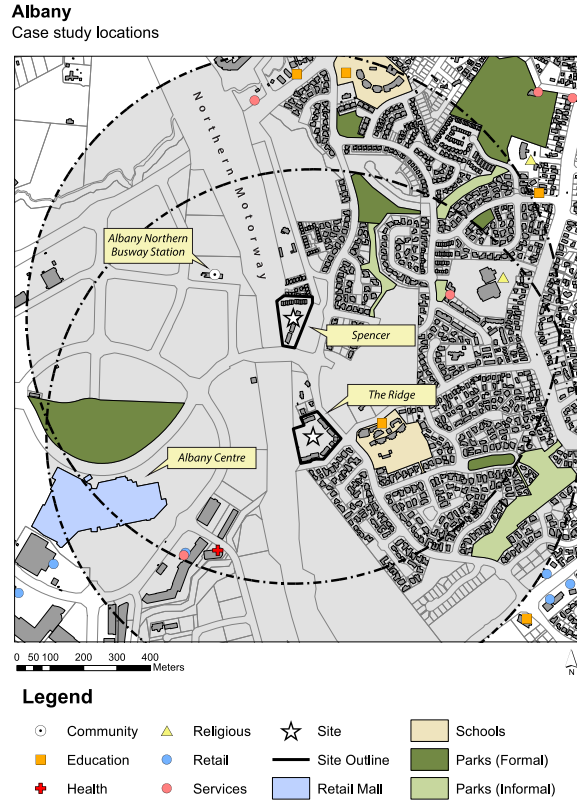 Albany
Case study locations
Northern Motorway
Albany Northern
Busway Station
Spencer
The Ridge
Albany Centre
0 50 100 200 300 400
Meters
N
Legend
Community
Religious
Site
Schools
Education
Retail
Site Outline
Parks (Formal)
Health
Services
Retail Mall
Parks (Informal)